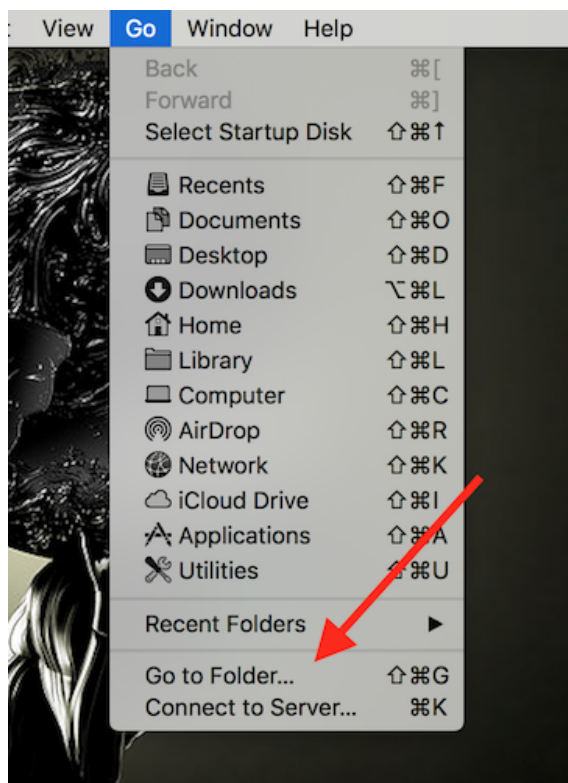 View Go Window Help
Back ⌘[
Forward ⌘]
Select Startup Disk ⇧⌘↑
Recents ⇧⌘F
Documents ⇧⌘O
Desktop ⇧⌘D
Downloads ⌥⌘L
Home ⇧⌘H
Library ⇧⌘L
Computer ⇧⌘C
AirDrop ⇧⌘R
Network ⇧⌘K
iCloud Drive ⇧⌘I
Applications ⇧⌘A
Utilities ⇧⌘U
Recent Folders ▶
Go to Folder... ⇧⌘G
Connect to Server... ⌘K